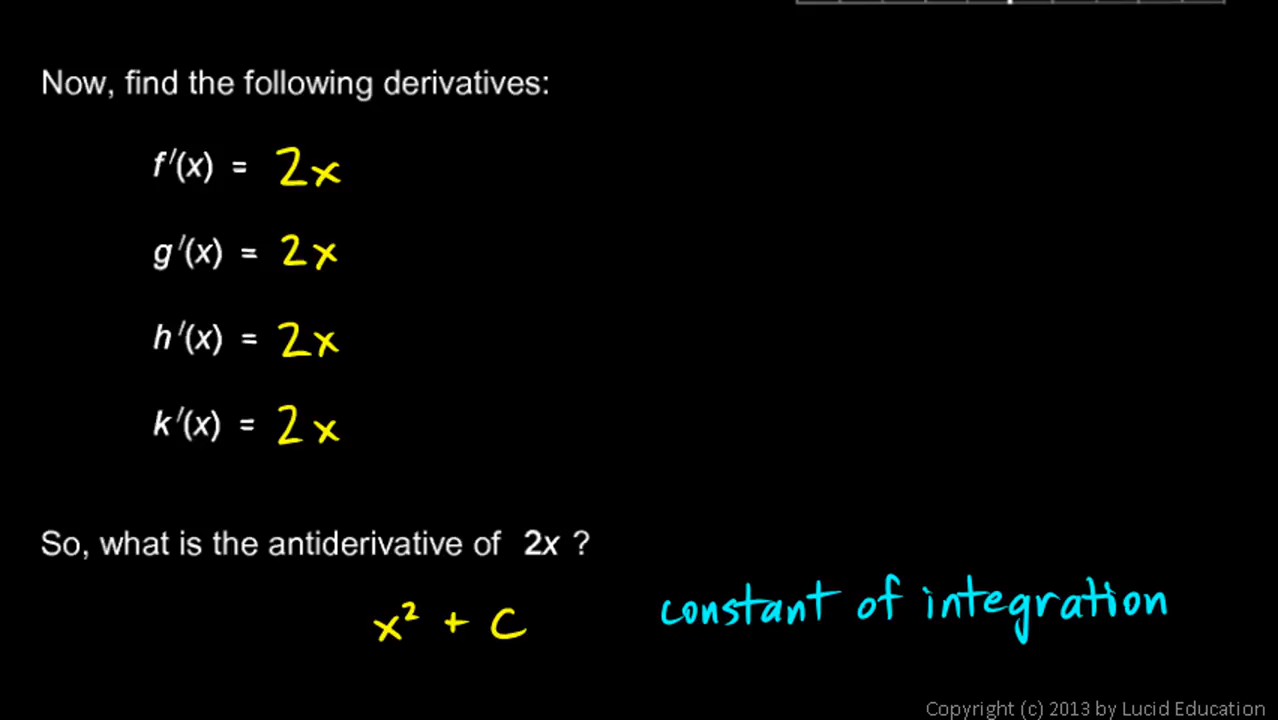 Now, find the following derivatives:
f′(x) = 2x
g′(x) = 2x
h′(x) = 2x
k′(x) = 2x
So, what is the antiderivative of 2x ?
x² + C
constant of integration
Copyright (c) 2013 by Lucid Education